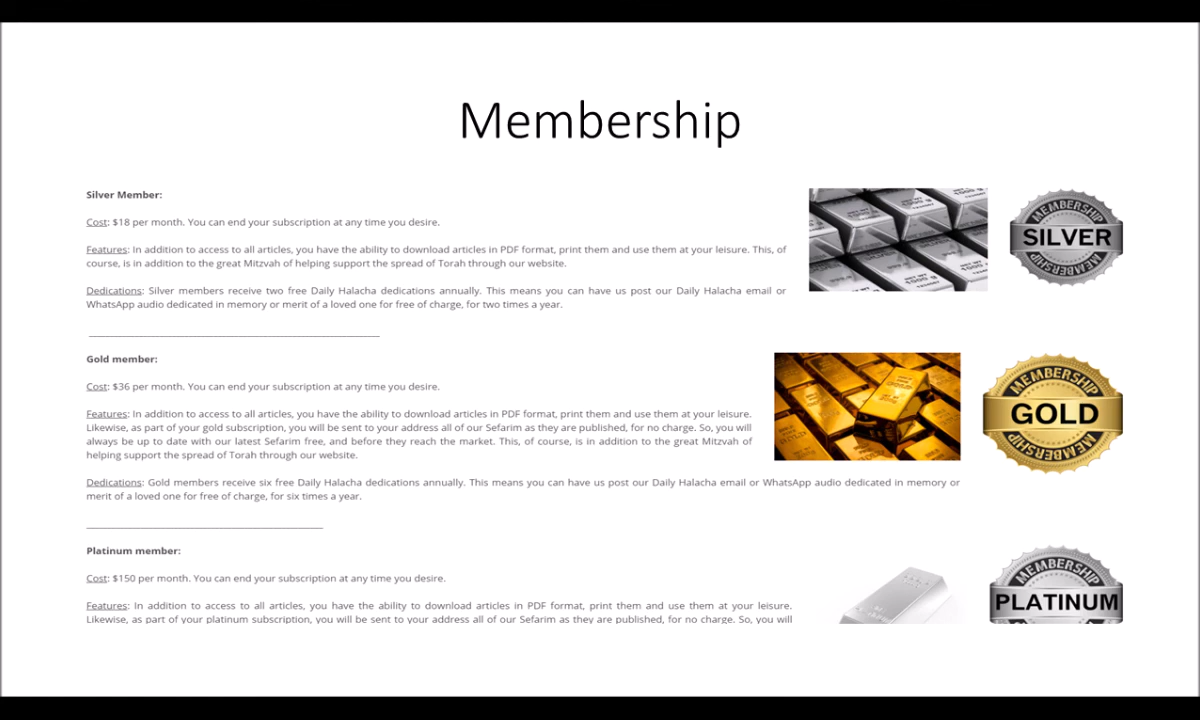 Membership
Silver Member:
Cost: $18 per month. You can end your subscription at any time you desire.
Features: In addition to access to all articles, you have the ability to download articles in PDF format, print them and use them at your leisure. This, of
course, is in addition to the great Mitzvah of helping support the spread of Torah through our website.
Dedications: Silver members receive two free Daily Halacha dedications annually. This means you can have us post our Daily Halacha email or
WhatsApp audio dedicated in memory or merit of a loved one for free of charge, for two times a year.
MEMBERSHIP
SILVER
MEMBERSHIP
Gold member:
Cost: $36 per month. You can end your subscription at any time you desire.
Features: In addition to access to all articles, you have the ability to download articles in PDF format, print them and use them at your leisure.
Likewise, as part of your gold subscription, you will be sent to your address all of our Sefarim as they are published, for no charge. So, you will
always be up to date with our latest Sefarim free, and before they reach the market. This, of course, is in addition to the great Mitzvah of
helping support the spread of Torah through our website.
Dedications: Gold members receive six free Daily Halacha dedications annually. This means you can have us post our Daily Halacha email or WhatsApp audio dedicated in memory or
merit of a loved one for free of charge, for six times a year.
MEMBERSHIP
GOLD
MEMBERSHIP
Platinum member:
Cost: $150 per month. You can end your subscription at any time you desire.
Features: In addition to access to all articles, you have the ability to download articles in PDF format, print them and use them at your leisure.
Likewise, as part of your platinum subscription, you will be sent to your address all of our Sefarim as they are published, for no charge. So, you will
MEMBERSHIP
PLATINUM